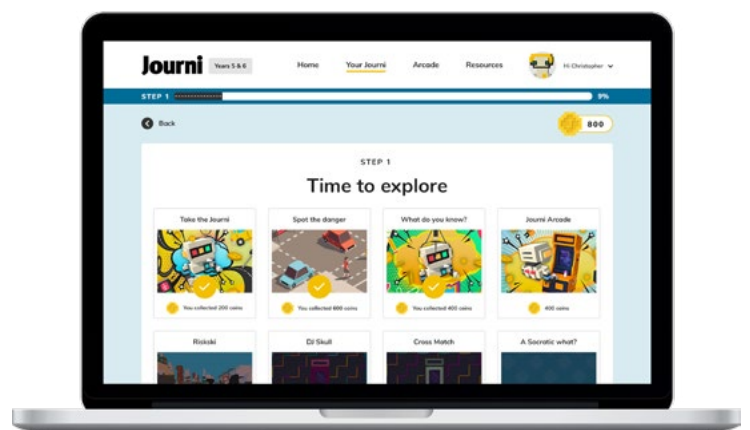 Journi Years 5 & 6 Home Your Journi Arcade Resources Hi Christopher
STEP 1 9%
Back 800
STEP 1
Time to explore
Take the Journi Spot the danger What do you know? Journi Arcade
You collected 200 coins You collected 800 coins You collected 400 coins 400 coins
Riskski DJ Skull Cross Match A Socratic what?